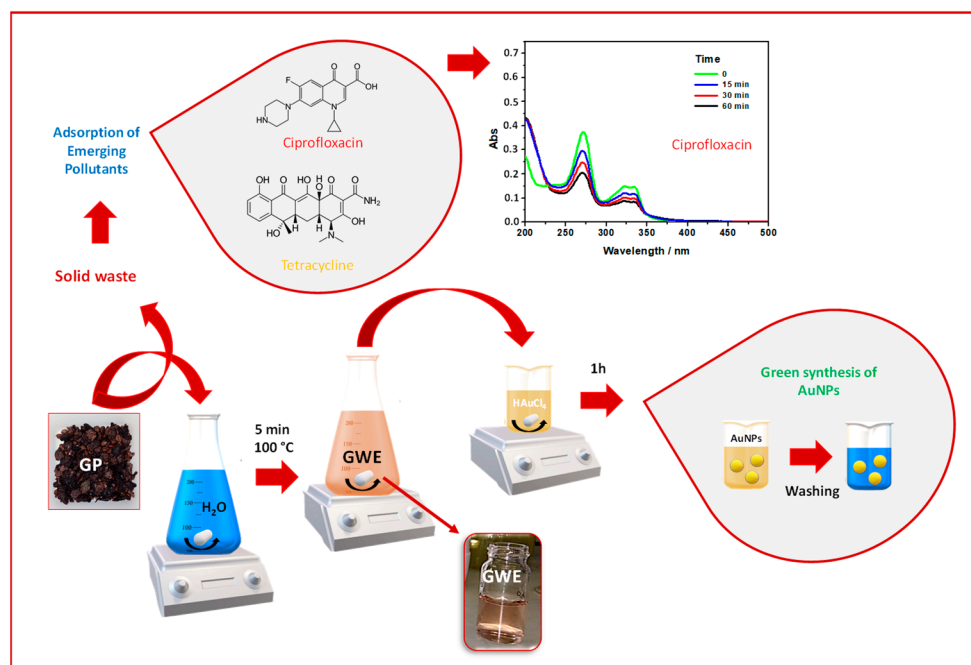 Adsorption of
Emerging
Pollutants
F
O
O
OH
N
N
HN
Ciprofloxacin
OH
O
OH
OH
O
O
NH₂
OH
OH
H
H
N
Tetracycline
Abs
0.7
0.6
0.5
0.4
0.3
0.2
0.1
0.0
Time
0
15 min
30 min
60 min
Ciprofloxacin
200 250 300 350 400 450 500
Wavelength / nm
Solid waste
GP
H₂O
5 min
100 °C
GWE
GWE
HAuCl₄
1h
Green synthesis of
AuNPs
AuNPs
Washing